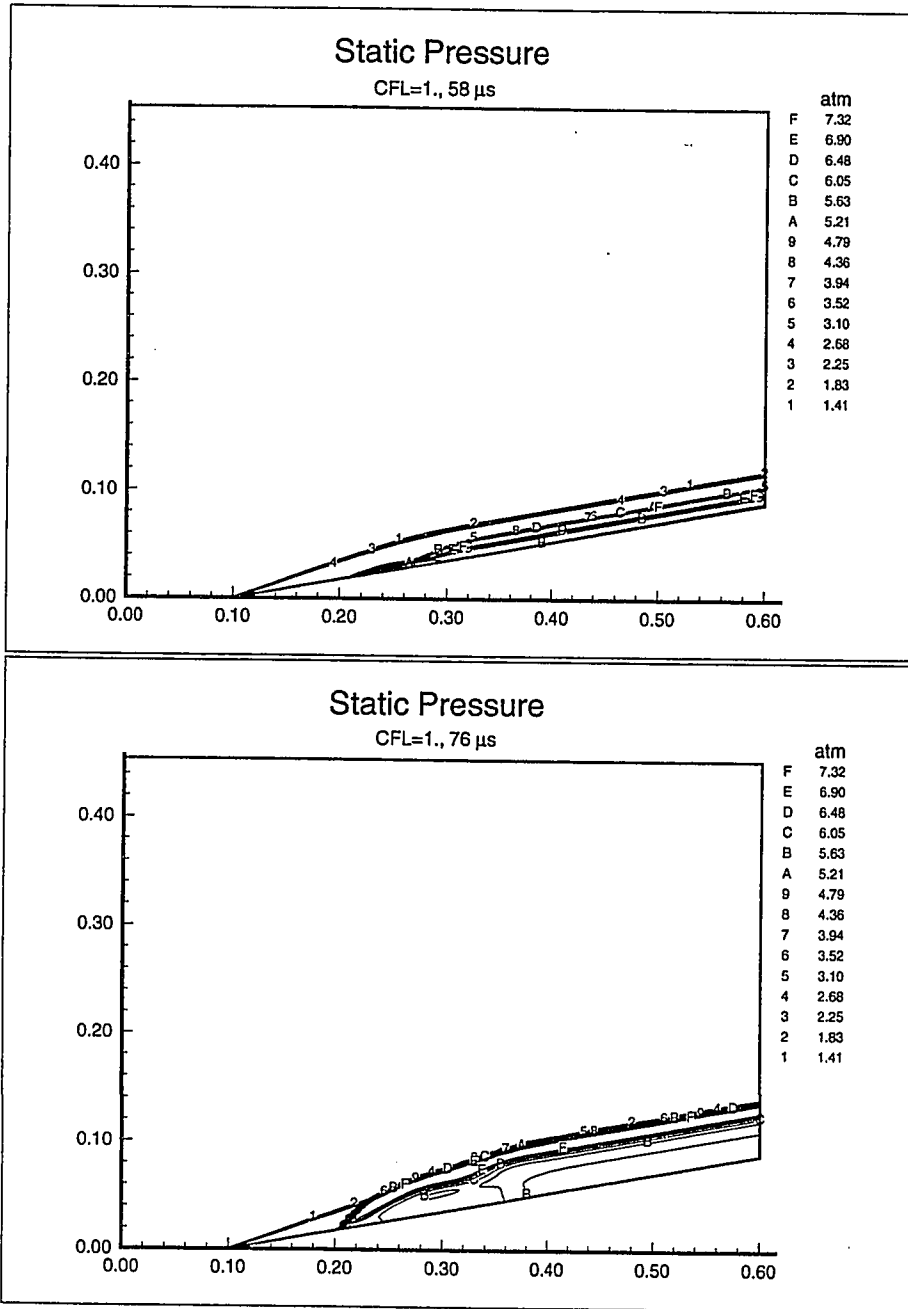 Static Pressure
CFL=1., 58 μs
atm
F 7.32
E 6.90
D 6.48
C 6.05
B 5.63
A 5.21
9 4.79
8 4.36
7 3.94
6 3.52
5 3.10
4 2.68
3 2.25
2 1.83
1 1.41
0.40
0.30
0.20
0.10
0.00
0.00 0.10 0.20 0.30 0.40 0.50 0.60
Static Pressure
CFL=1., 76 μs
atm
F 7.32
E 6.90
D 6.48
C 6.05
B 5.63
A 5.21
9 4.79
8 4.36
7 3.94
6 3.52
5 3.10
4 2.68
3 2.25
2 1.83
1 1.41
0.40
0.30
0.20
0.10
0.00
0.00 0.10 0.20 0.30 0.40 0.50 0.60